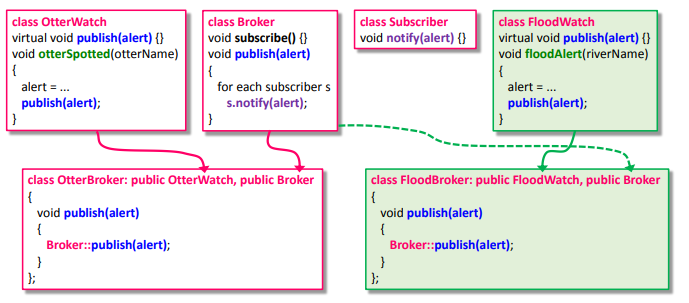 class OtterWatch
virtual void publish(alert) {}
void otterSpotted(otterName)
{
alert = ...
publish(alert);
}
class Broker
void subscribe() {}
void publish(alert)
{
for each subscriber s
s.notify(alert);
}
class Subscriber
void notify(alert) {}
class FloodWatch
virtual void publish(alert) {}
void floodAlert(riverName)
{
alert = ...
publish(alert);
}
class OtterBroker: public OtterWatch, public Broker
{
void publish(alert)
{
Broker::publish(alert);
}
};
class FloodBroker: public FloodWatch, public Broker
{
void publish(alert)
{
Broker::publish(alert);
}
};